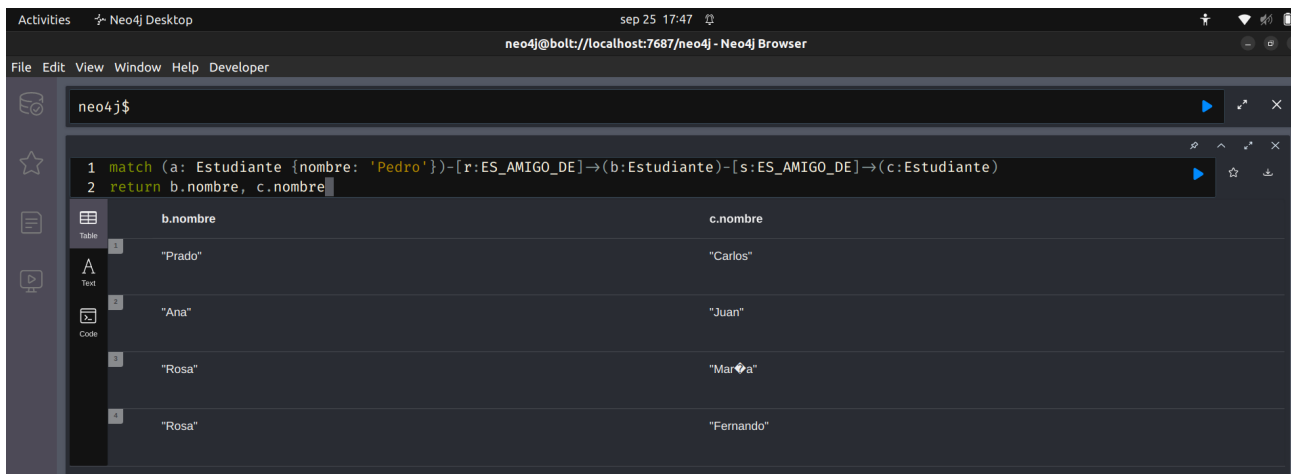 Activities Neo4j Desktop sep 25 17:47
neo4j@bolt://localhost:7687/neo4j - Neo4j Browser
File Edit View Window Help Developer
neo4j$
1 match (a: Estudiante {nombre: 'Pedro'})-[r:ES_AMIGO_DE]→(b:Estudiante)-[s:ES_AMIGO_DE]→(c:Estudiante)
2 return b.nombre, c.nombre
Table
b.nombre c.nombre
1 "Prado" "Carlos"
A
Text
2 "Ana" "Juan"
Code
3 "Rosa" "Mar�a"
4 "Rosa" "Fernando"